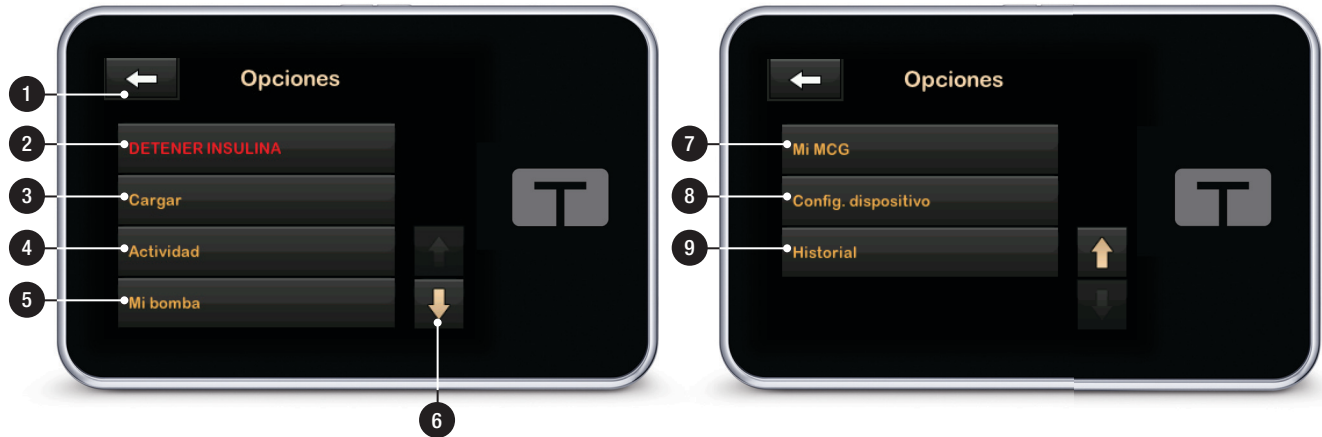 Opciones
1
2 DETENER INSULINA
3 Cargar
4 Actividad
5 Mi bomba
6
Opciones
7 Mi MCG
8 Config. dispositivo
9 Historial
T
T